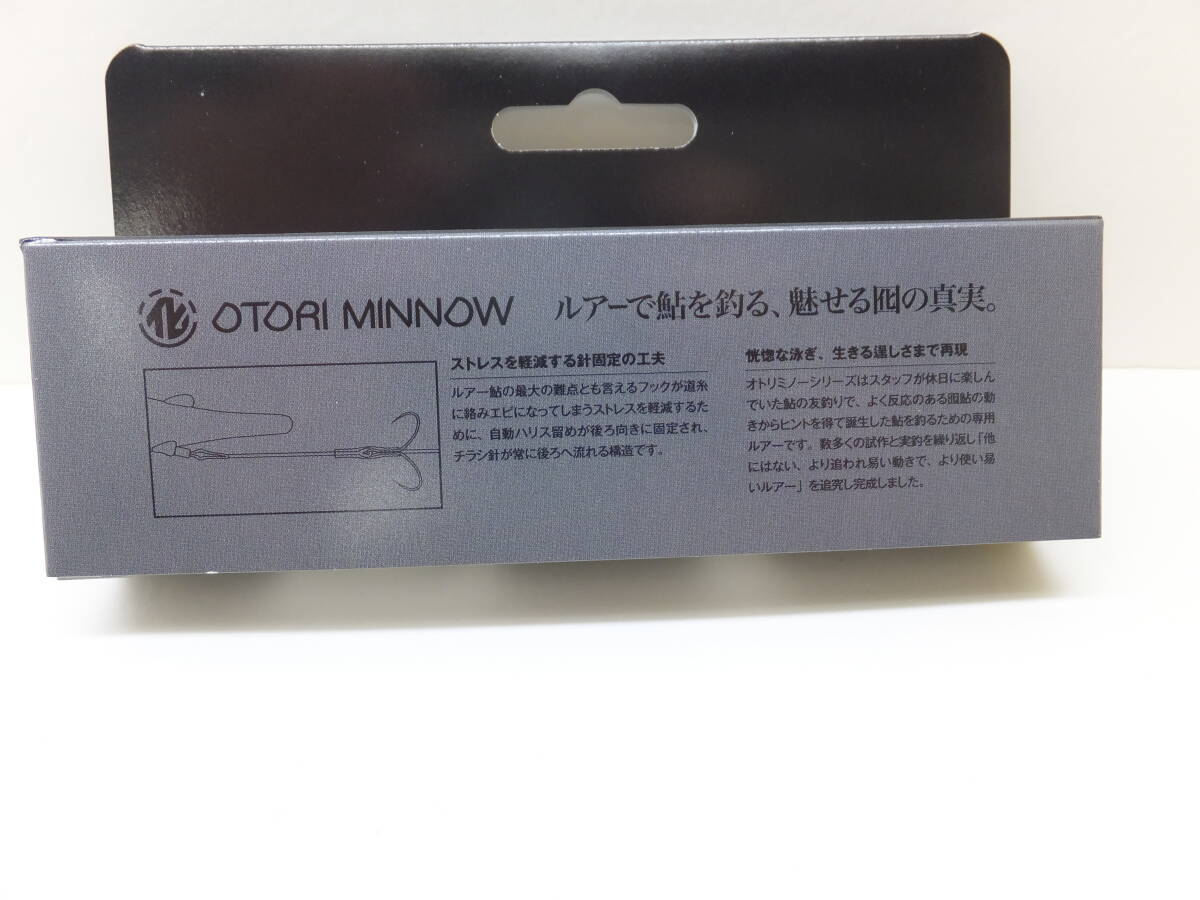 OTORI MINNOW
ルアーで鮎を釣る、魅せる囮の真実。
ストレスを軽減する針固定の工夫
ルアー鮎の最大の難点とも言えるフックが道糸
に絡みエビになってしまうストレスを軽減するた
めに、自動ハリス留めが後ろ向きに固定され、
チラシ針が常に後ろへ流れる構造です。
恍惚な泳ぎ、生きる逞しさまで再現
オトリミノーシリーズはスタッフが休日に楽しん
でいた鮎の友釣りで、よく反応のある囮鮎の動
きからヒントを得て誕生した鮎を釣るための専用
ルアーです。数多くの試作と実釣を繰り返し「他
にはない、より追われ易い動きで、より使い易
いルアー」を追究し完成しました。